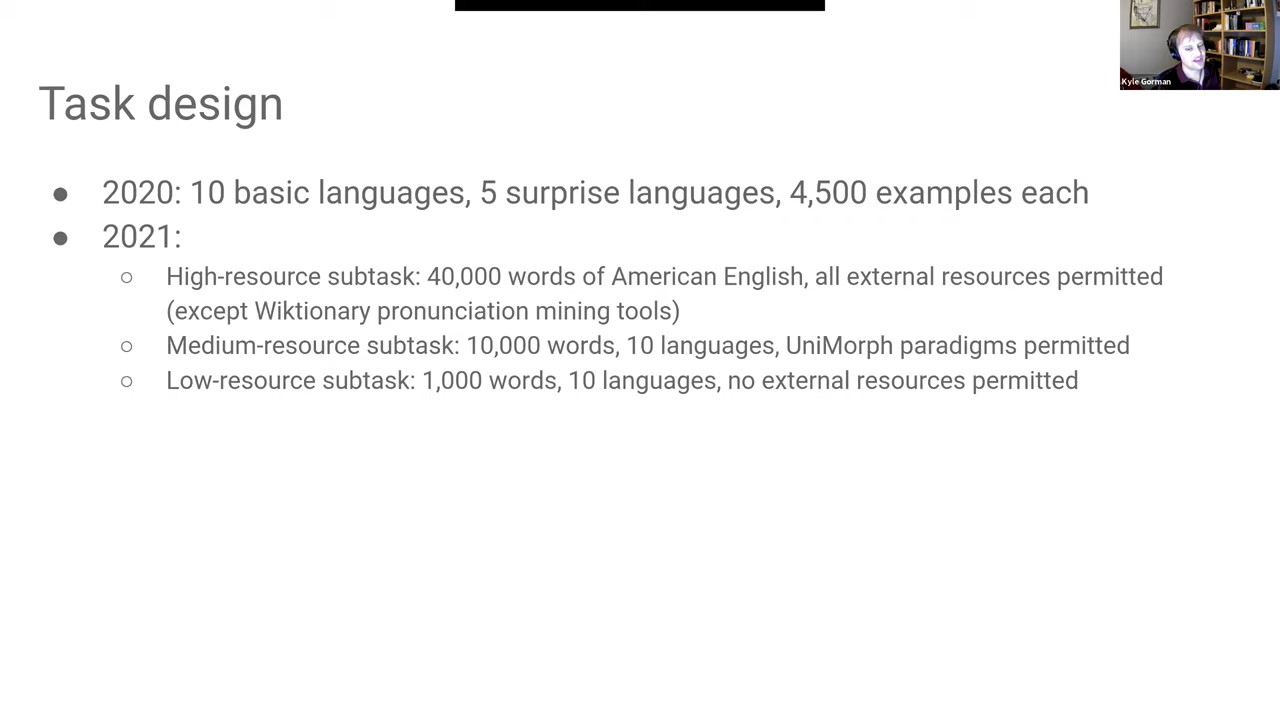 Kyle Gorman
Task design
● 2020: 10 basic languages, 5 surprise languages, 4,500 examples each
● 2021:
○ High-resource subtask: 40,000 words of American English, all external resources permitted
(except Wiktionary pronunciation mining tools)
○ Medium-resource subtask: 10,000 words, 10 languages, UniMorph paradigms permitted
○ Low-resource subtask: 1,000 words, 10 languages, no external resources permitted